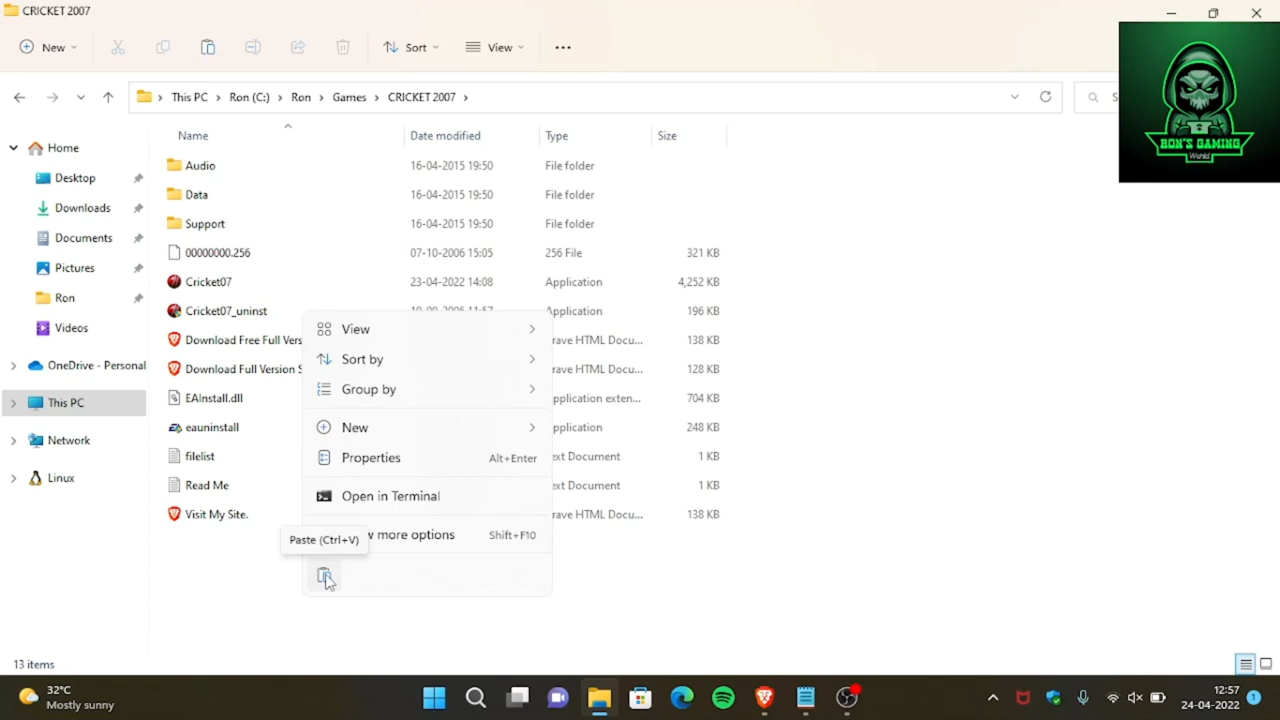 CRICKET 2007
New
Sort
View
This PC > Ron (C:) > Ron > Games > CRICKET 2007 >
S
RON'S GAMING
World
Name Date modified Type Size
Home
Desktop
Downloads
Documents
Pictures
Ron
Videos
OneDrive - Personal
This PC
Network
Linux
Audio 16-04-2015 19:50 File folder
Data 16-04-2015 19:50 File folder
Support 16-04-2015 19:50 File folder
00000000.256 07-10-2006 15:05 256 File 321 KB
Cricket07 23-04-2022 14:08 Application 4,252 KB
Cricket07_uninst Application 196 KB
Download Free Full Vers rave HTML Docu... 138 KB
Download Full Version S rave HTML Docu... 128 KB
EAInstall.dll pplication exten... 704 KB
eauninstall pplication 248 KB
filelist ext Document 1 KB
Read Me ext Document 1 KB
Visit My Site. rave HTML Docu... 138 KB
View
Sort by
Group by
New
Properties Alt+Enter
Open in Terminal
w more options Shift+F10
Paste (Ctrl+V)
13 items
32°C
Mostly sunny
12:57
24-04-2022
1